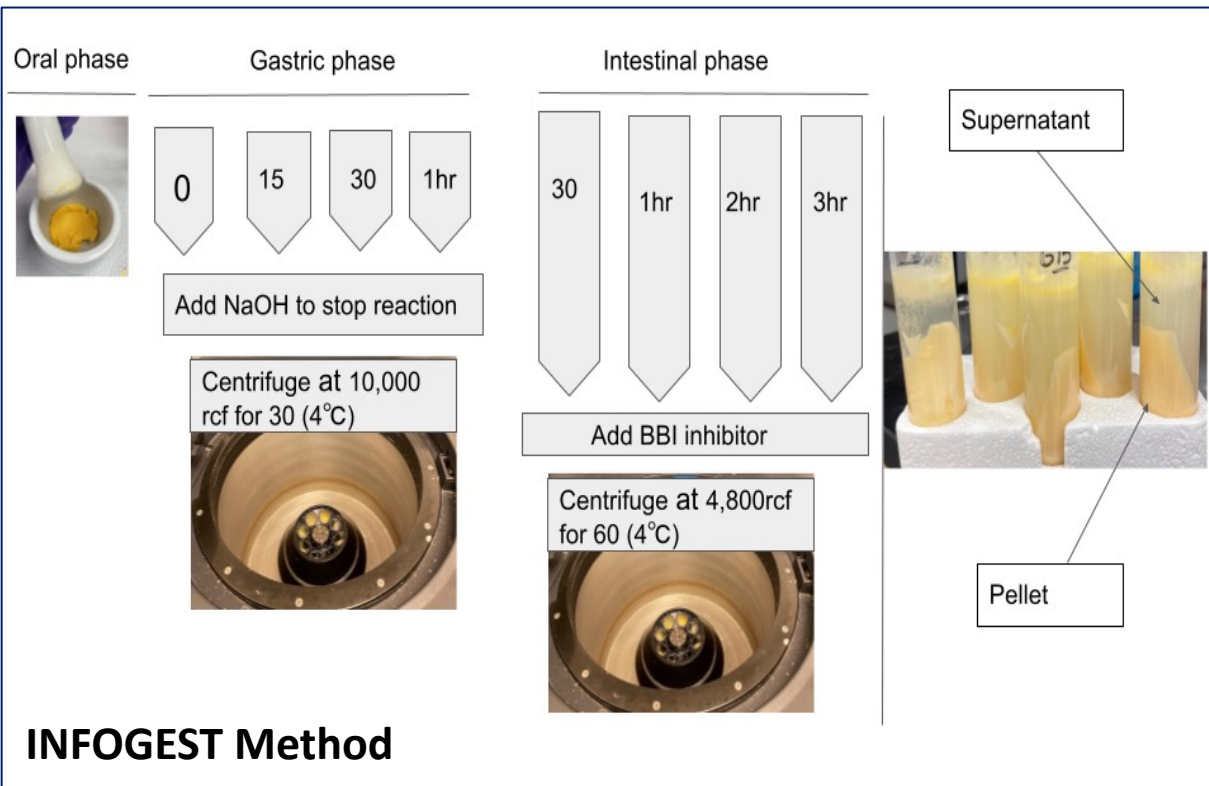 Oral phase
Gastric phase
Intestinal phase
0
15
30
1hr
30
1hr
2hr
3hr
Add NaOH to stop reaction
Centrifuge at 10,000
rcf for 30 (4°C)
Add BBI inhibitor
Centrifuge at 4,800rcf
for 60 (4°C)
Supernatant
G15
Pellet
INFOGEST Method